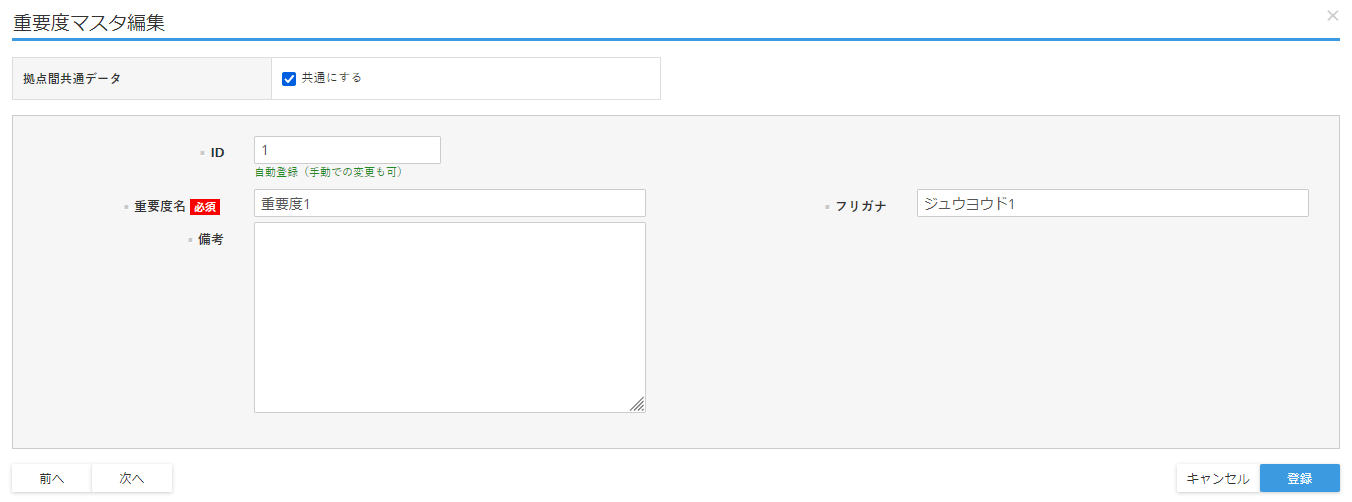 重要度マスタ編集
×
拠点間共通データ 共通にする
ID 1
自動登録（手動での変更も可）
重要度名 必須 重要度1 フリガナ ジュウヨウド1
備考
前へ 次へ キャンセル 登録